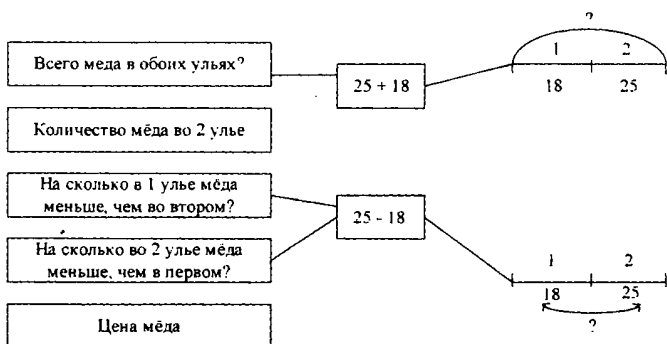 ?
Всего меда в обоих ульях?
25 + 18
1 2
18 25
Количество мёда во 2 улье
На сколько в 1 улье мёда
меньше, чем во втором?
25 - 18
На сколько во 2 улье мёда
меньше, чем в первом?
1 2
18 25
?
Цена мёда